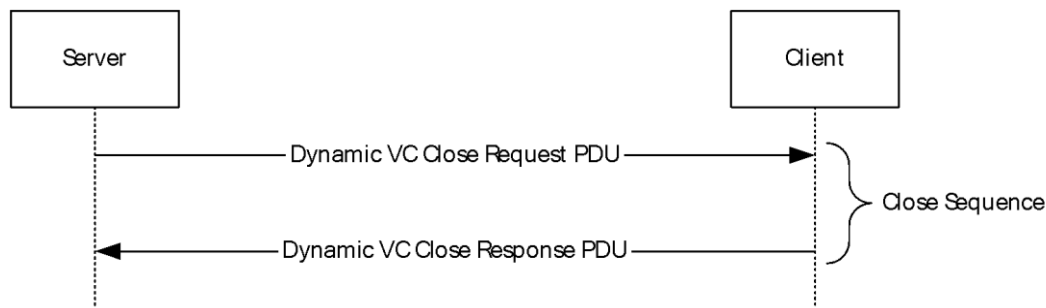 Server
Client
Dynamic VC Close Request PDU
Close Sequence
Dynamic VC Close Response PDU